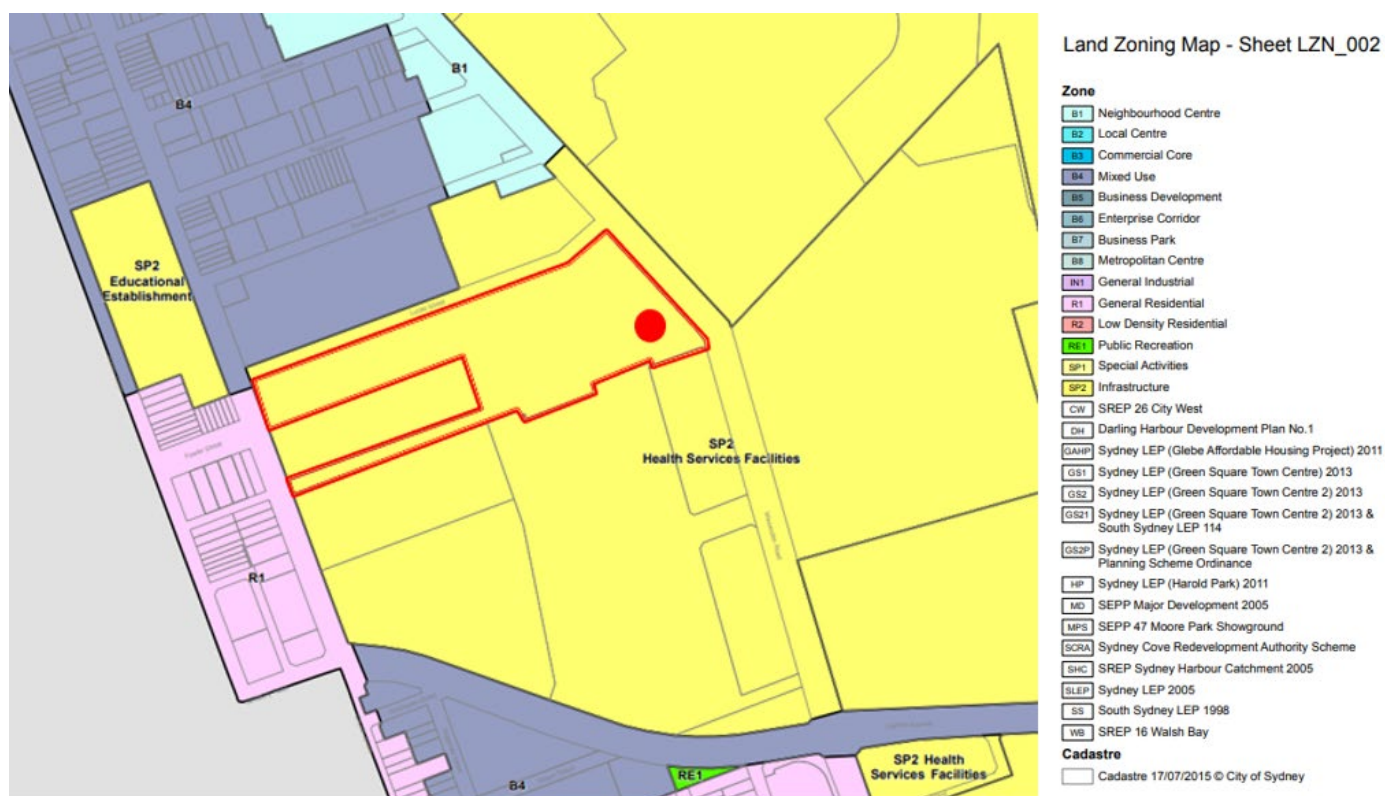 B1
B4
SP2
Educational
Establishment
SP2
Health Services Facilities
R1
B4
RE1
SP2 Health
Services Facilities
Land Zoning Map - Sheet LZN_002
Zone
B1 Neighbourhood Centre
B2 Local Centre
B3 Commercial Core
B4 Mixed Use
B5 Business Development
B6 Enterprise Corridor
B7 Business Park
B8 Metropolitan Centre
IN1 General Industrial
R1 General Residential
R2 Low Density Residential
RE1 Public Recreation
SP1 Special Activities
SP2 Infrastructure
CW SREP 26 City West
DH Darling Harbour Development Plan No.1
GAHP Sydney LEP (Glebe Affordable Housing Project) 2011
GS1 Sydney LEP (Green Square Town Centre) 2013
GS2 Sydney LEP (Green Square Town Centre 2) 2013
GS21 Sydney LEP (Green Square Town Centre 2) 2013 &
South Sydney LEP 114
GS2P Sydney LEP (Green Square Town Centre 2) 2013 &
Planning Scheme Ordinance
HP Sydney LEP (Harold Park) 2011
MD SEPP Major Development 2005
MPS SEPP 47 Moore Park Showground
SCRA Sydney Cove Redevelopment Authority Scheme
SHC SREP Sydney Harbour Catchment 2005
SLEP Sydney LEP 2005
SS South Sydney LEP 1998
WB SREP 16 Walsh Bay
Cadastre
Cadastre 17/07/2015 © City of Sydney